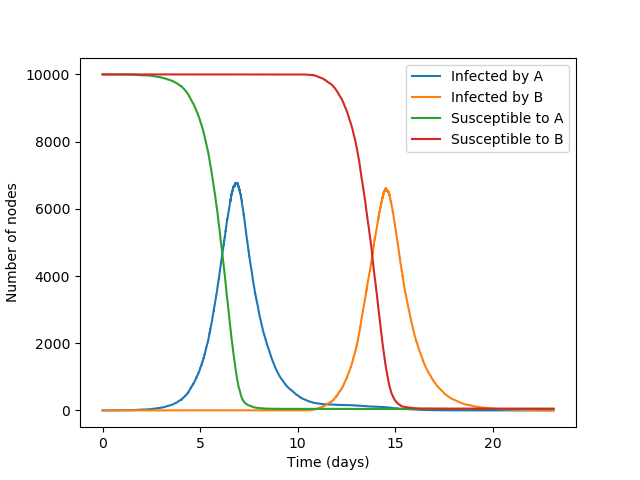 Infected by A
Infected by B
Susceptible to A
Susceptible to B
Number of nodes
10000
8000
6000
4000
2000
0
0 5 10 15 20
Time (days)